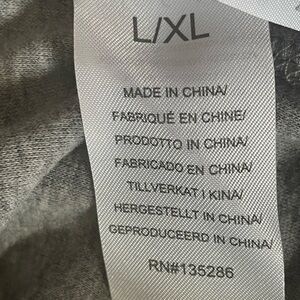 L/XL
MADE IN CHINA/
FABRIQUÉ EN CHINE/
PRODOTTO IN CHINA/
FABRICADO EN CHINA/
TILLVERKAT I KINA/
HERGESTELLT IN CHINA/
GEPRODUCEERD IN CHINA/
RN#135286